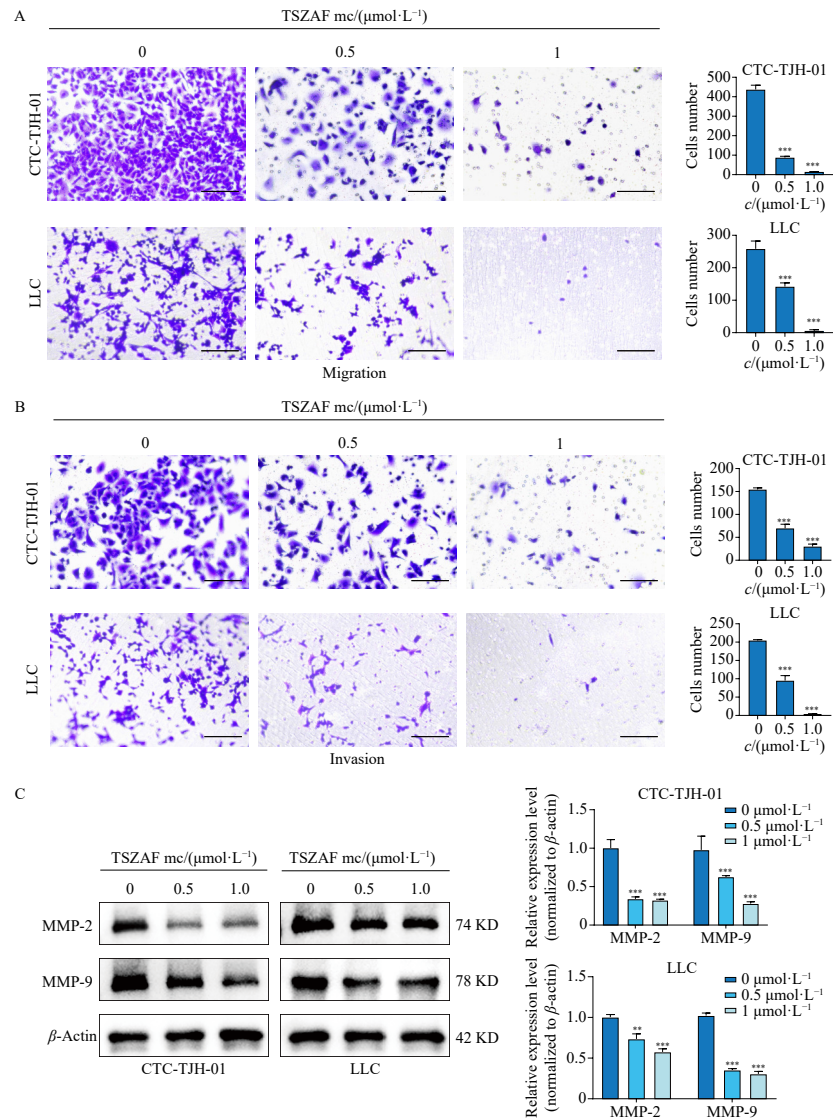 A
TSZAF mc/(μmol·L⁻¹)
0 0.5 1
CTC-TJH-01
LLC
Migration
CTC-TJH-01
Cells number
500
400
300
200
100
0
*** ***
0 0.5 1.0
c/(μmol·L⁻¹)
LLC
Cells number
300
200
100
0
*** ***
0 0.5 1.0
c/(μmol·L⁻¹)
B
TSZAF mc/(μmol·L⁻¹)
0 0.5 1
CTC-TJH-01
LLC
Invasion
CTC-TJH-01
Cells number
200
150
100
50
0
*** ***
0 0.5 1.0
c/(μmol·L⁻¹)
LLC
Cells number
250
200
150
100
50
0
*** ***
0 0.5 1.0
c/(μmol·L⁻¹)
C
TSZAF mc/(μmol·L⁻¹) TSZAF mc/(μmol·L⁻¹)
0 0.5 1.0 0 0.5 1.0
MMP-2 74 KD
MMP-9 78 KD
β-Actin 42 KD
CTC-TJH-01 LLC
CTC-TJH-01
Relative expression level
(normalized to β-actin)
1.5
1.0
0.5
0
0 μmol·L⁻¹
0.5 μmol·L⁻¹
1 μmol·L⁻¹
*** *** *** ***
MMP-2 MMP-9
LLC
Relative expression level
(normalized to β-actin)
1.5
1.0
0.5
0
0 μmol·L⁻¹
0.5 μmol·L⁻¹
1 μmol·L⁻¹
** *** *** ***
MMP-2 MMP-9